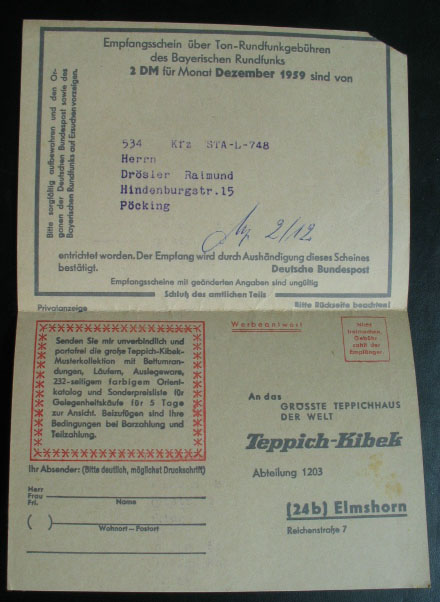 Empfangsschein über Ton-Rundfunkgebühren
des Bayerischen Rundfunks
2 DM für Monat Dezember 1959 sind von
Bitte sorgfältig aufbewahren und den Or-
ganen der Deutschen Bundespost sowie des
Bayerischen Rundfunks auf Ersuchen vorzeigen.
534 Kfz STA-L-748
Herrn
Drösler Raimund
Hindenburgstr.15
Pöcking
2/12
entrichtet worden. Der Empfang wird durch Aushändigung dieses Scheines
bestätigt. Deutsche Bundespost
Empfangsscheine mit geänderten Angaben sind ungültig
Schluß des amtlichen Teils
Privatanzeige
Bitte Rückseite beachten!
Senden Sie mir unverbindlich und
portofrei die große Teppich-Kibek-
Musterkollektion mit Bettumran-
dungen, Läufern, Auslegeware,
232-seitigem farbigem Orient-
katalog und Sonderpreisliste für
Gelegenheitskäufe für 5 Tage
zur Ansicht. Beizufügen sind Ihre
Bedingungen bei Barzahlung und
Teilzahlung.
Ihr Absender: (Bitte deutlich, möglichst Druckschrift)
Herr
Frau
Frl.
Name
( )
Wohnort - Postort
Werbeantwort
Nicht
freimachen,
Gebühr
zahlt der
Empfänger
An das
GRÖSSTE TEPPICHHAUS
DER WELT
Teppich-Kibek
Abteilung 1203
(24b) Elmshorn
Reichenstraße 7